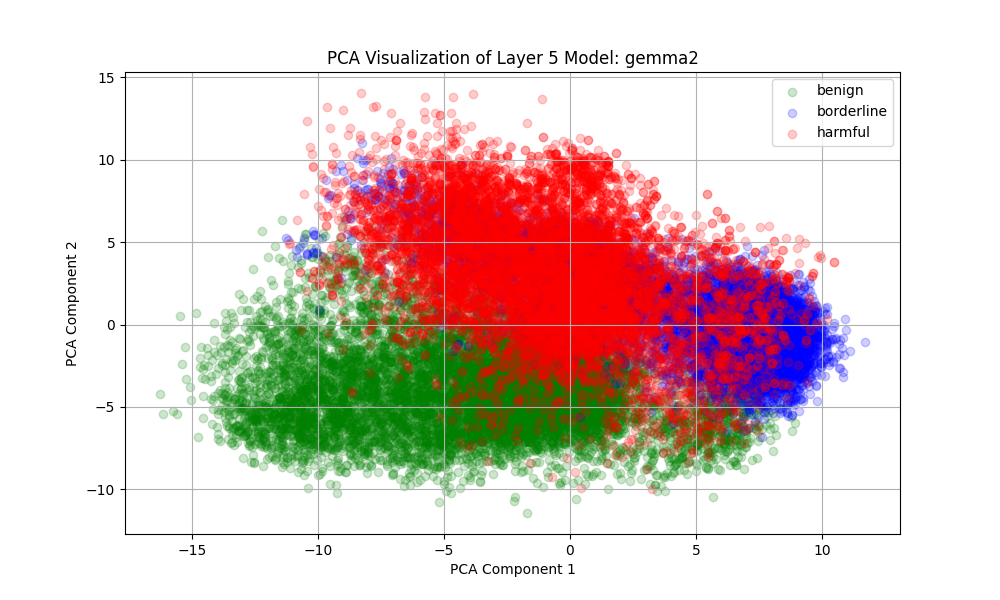 PCA Visualization of Layer 5 Model: gemma2
benign
borderline
harmful
15
10
5
0
−5
−10
PCA Component 2
−15
−10
−5
0
5
10
PCA Component 1